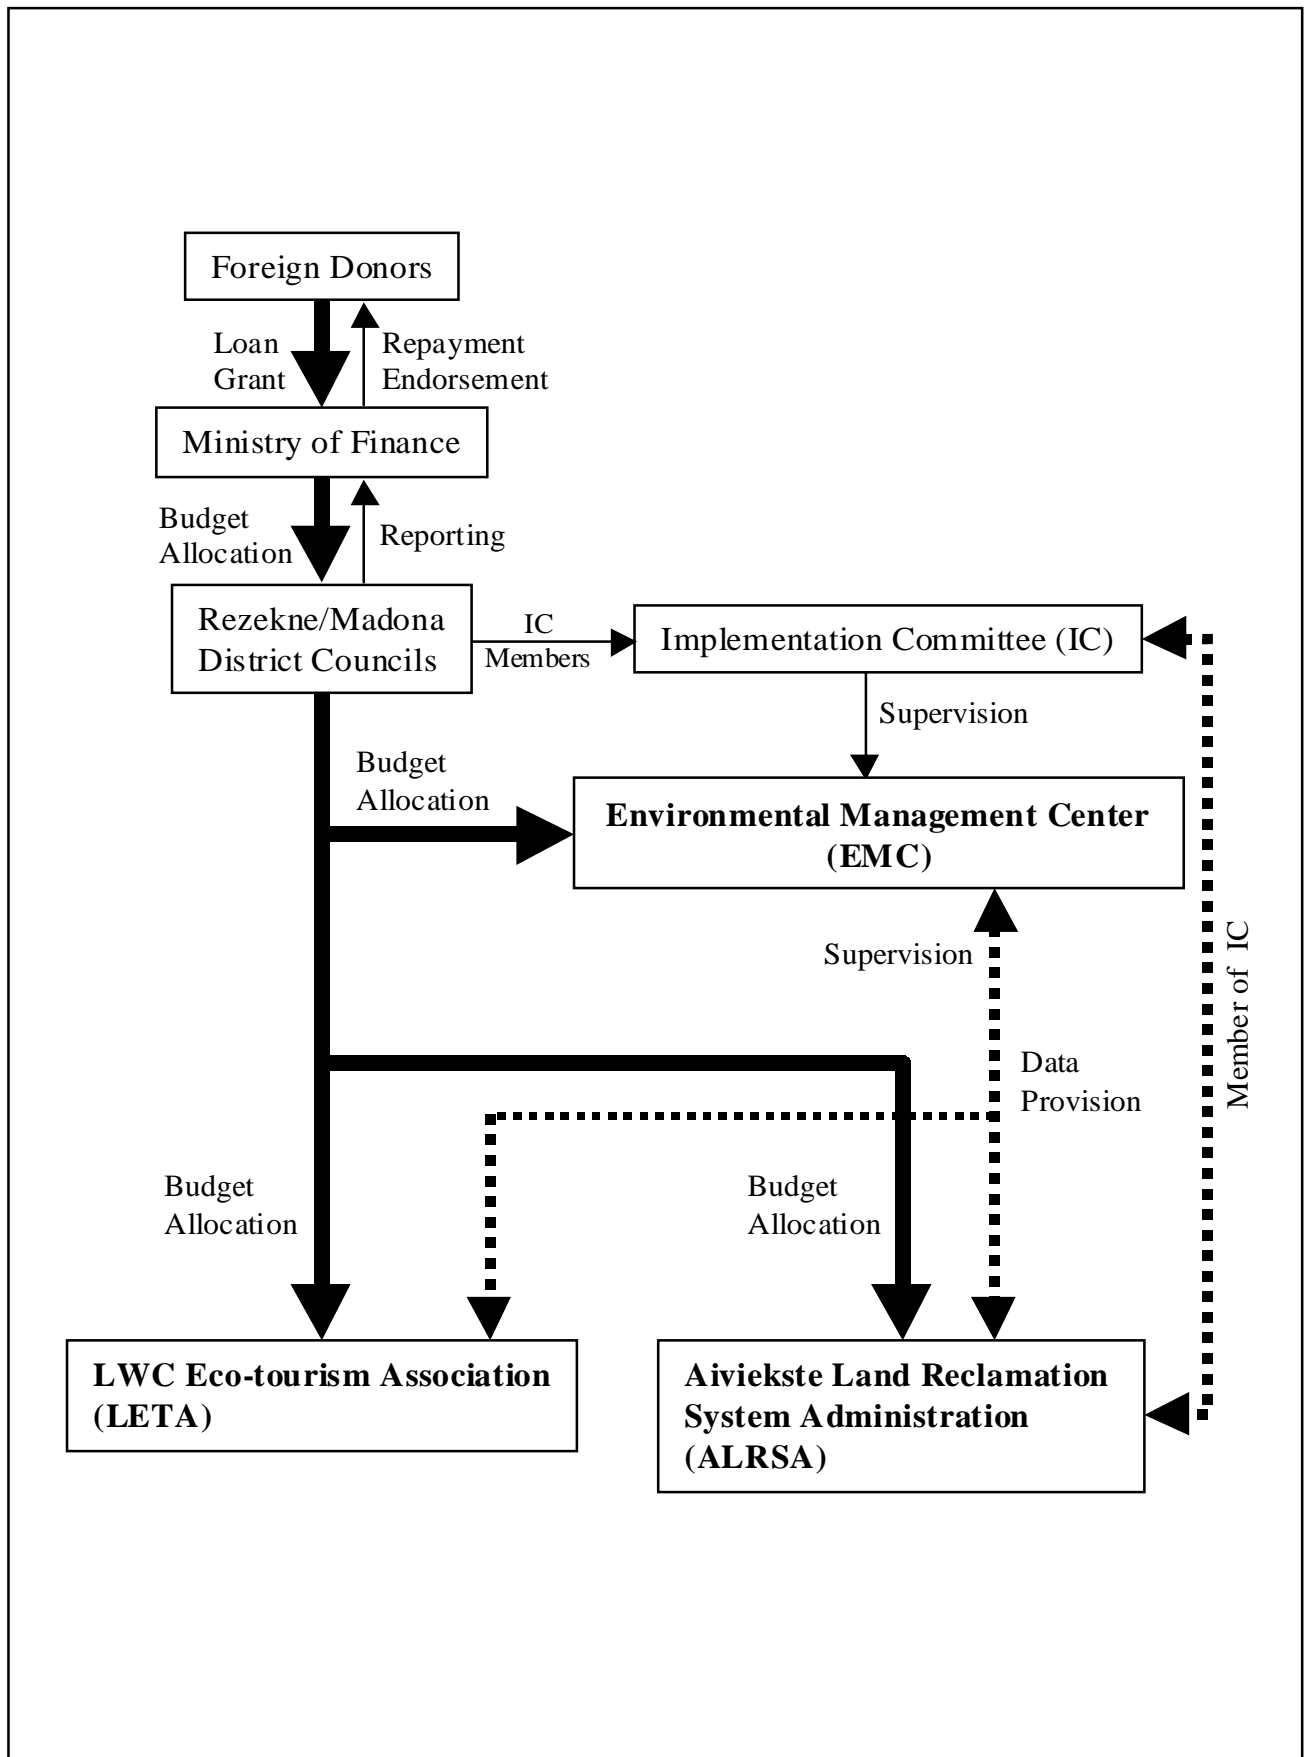 Foreign Donors
Loan
Grant
Repayment
Endorsement
Ministry of Finance
Budget
Allocation
Reporting
Rezekne/Madona
District Councils
IC
Members
Implementation Committee (IC)
Supervision
Budget
Allocation
Environmental Management Center
(EMC)
Supervision
Member of IC
Data
Provision
Budget
Allocation
Budget
Allocation
LWC Eco-tourism Association
(LETA)
Aiviekste Land Reclamation
System Administration
(ALRSA)